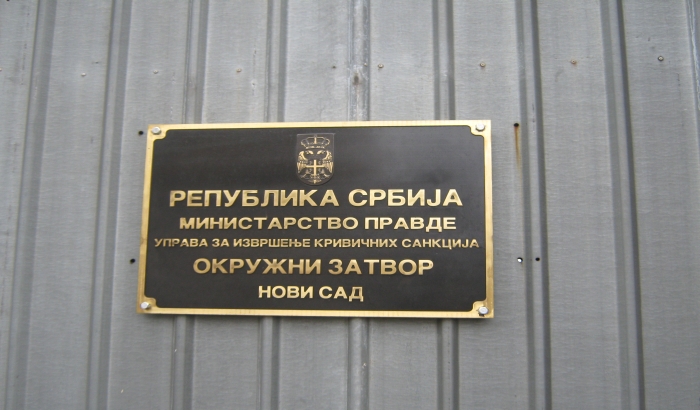 РЕПУБЛИКА СРБИЈА
МИНИСТАРСТВО ПРАВДЕ
УПРАВА ЗА ИЗВРШЕЊЕ КРИВИЧНИХ САНКЦИЈА
ОКРУЖНИ ЗАТВОР
НОВИ САД